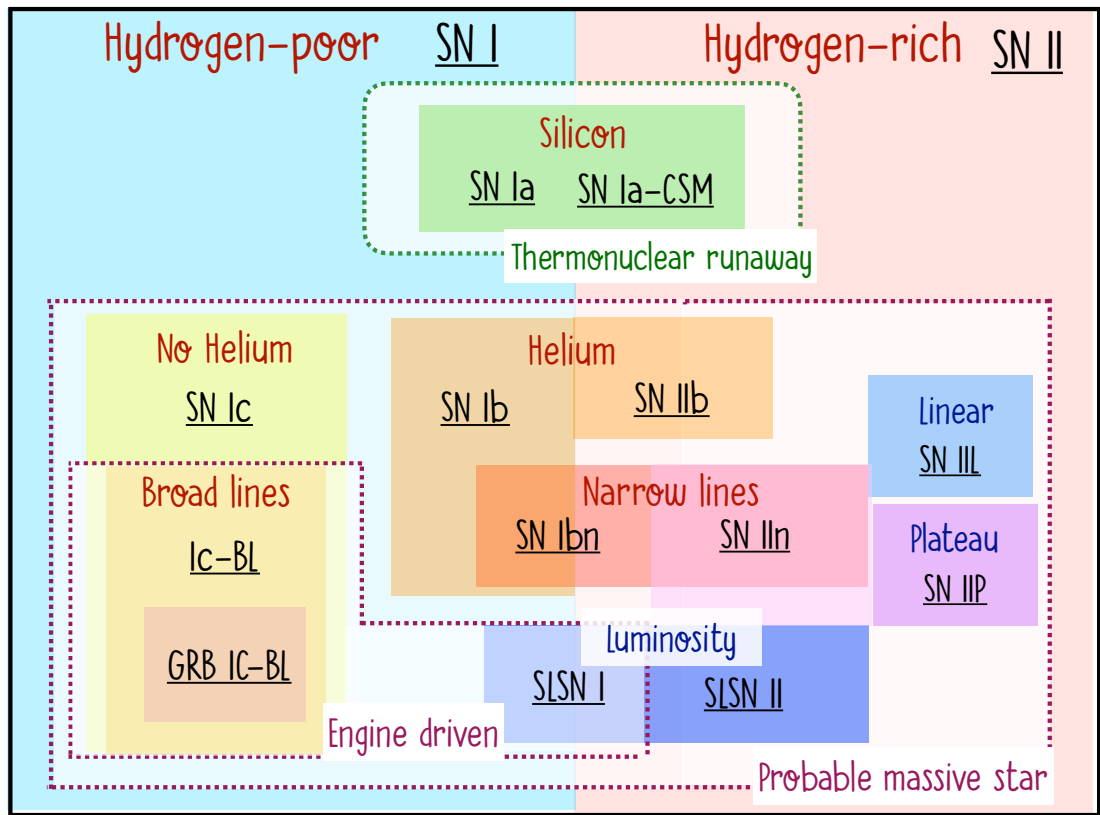 Hydrogen-poor SN I
Hydrogen-rich SN II
Silicon
SN Ia SN Ia-CSM
Thermonuclear runaway
No Helium
SN Ic
Helium
SN Ib
SN IIb
Linear
SN IIL
Broad lines
Ic-BL
Narrow lines
SN Ibn
SN IIn
Plateau
SN IIP
GRB IC-BL
Luminosity
SLSN I
SLSN II
Engine driven
Probable massive star